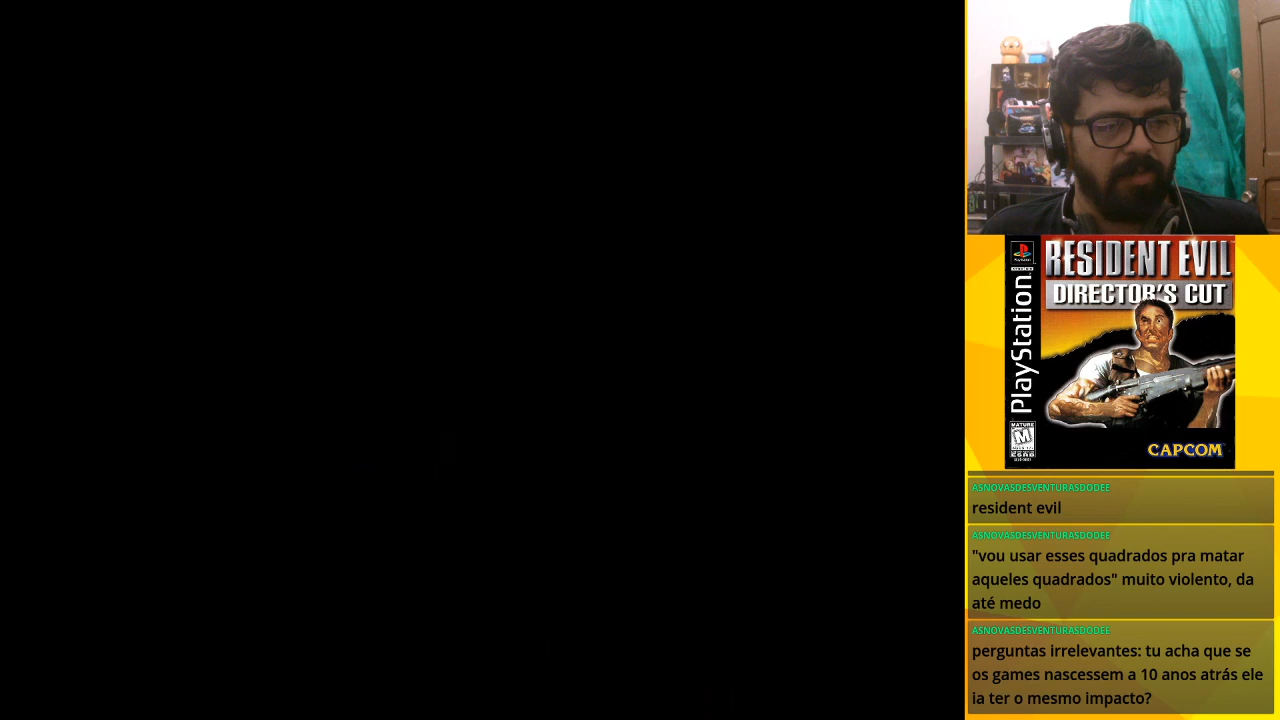 RESIDENT EVIL
DIRECTOR'S CUT
PlayStation
PlayStation
MATURE
M
ESRB
CAPCOM
ASNOVASDESVENTURASDODEE
resident evil
ASNOVASDESVENTURASDODEE
"vou usar esses quadrados pra matar
aqueles quadrados" muito violento, da
até medo
ASNOVASDESVENTURASDODEE
perguntas irrelevantes: tu acha que se
os games nascessem a 10 anos atrás ele
ia ter o mesmo impacto?